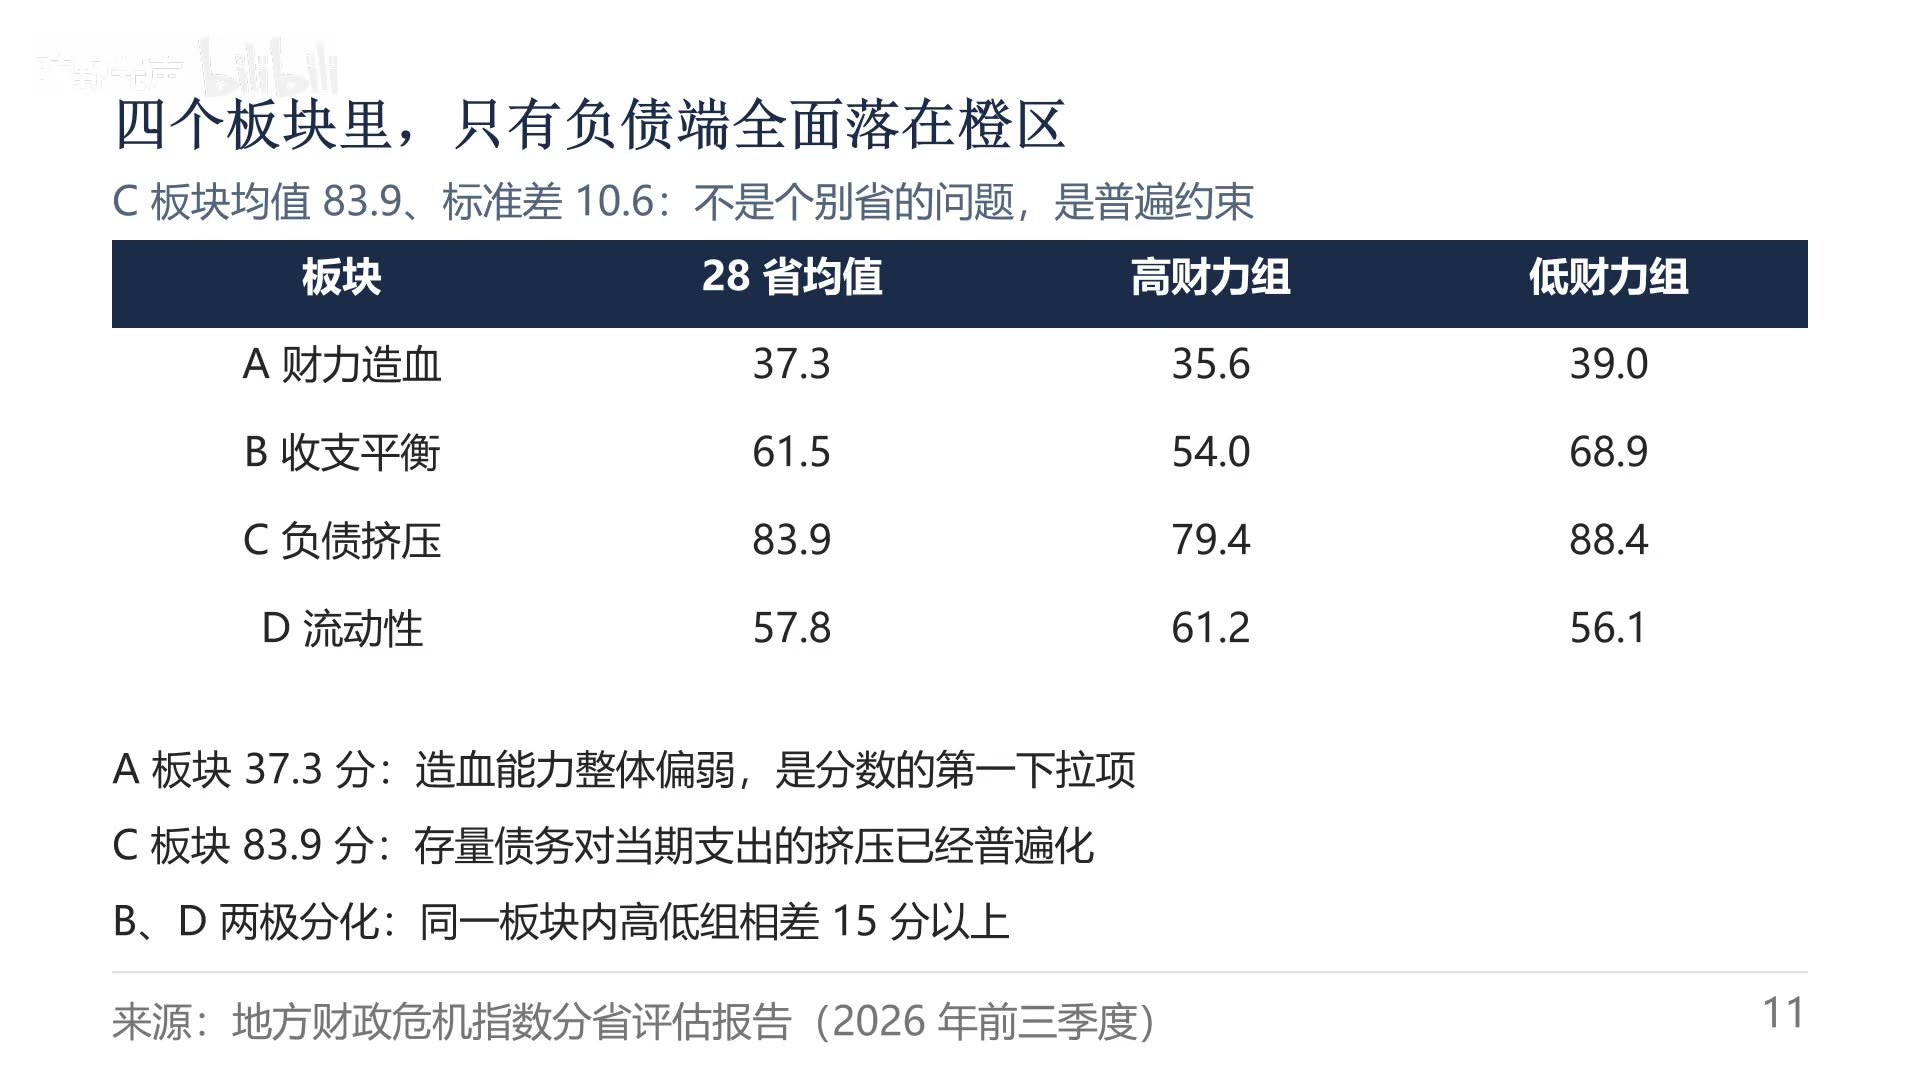 bilibili
四个板块里，只有负债端全面落在橙区
C 板块均值 83.9、标准差 10.6：不是个别省的问题，是普遍约束
板块 28 省均值 高财力组 低财力组
A 财力造血 37.3 35.6 39.0
B 收支平衡 61.5 54.0 68.9
C 负债挤压 83.9 79.4 88.4
D 流动性 57.8 61.2 56.1
A 板块 37.3 分：造血能力整体偏弱，是分数的第一下拉项
C 板块 83.9 分：存量债务对当期支出的挤压已经普遍化
B、D 两极分化：同一板块内高低组相差 15 分以上
来源：地方财政危机指数分省评估报告（2026 年前三季度）
11